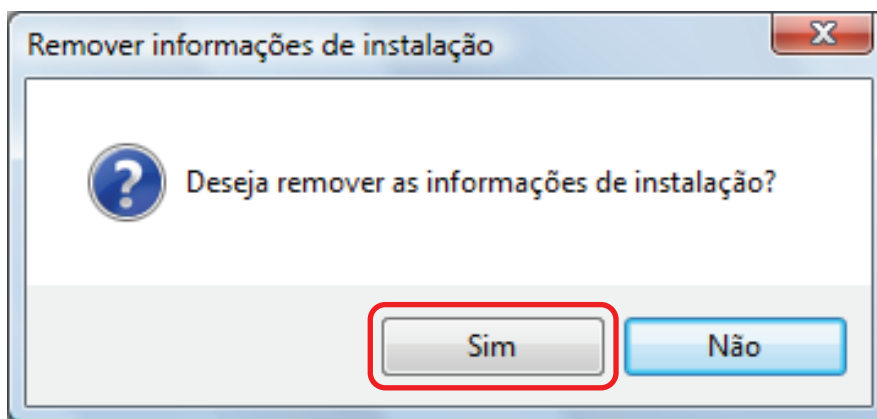 Remover informações de instalação
Deseja remover as informações de instalação?
Sim
Não